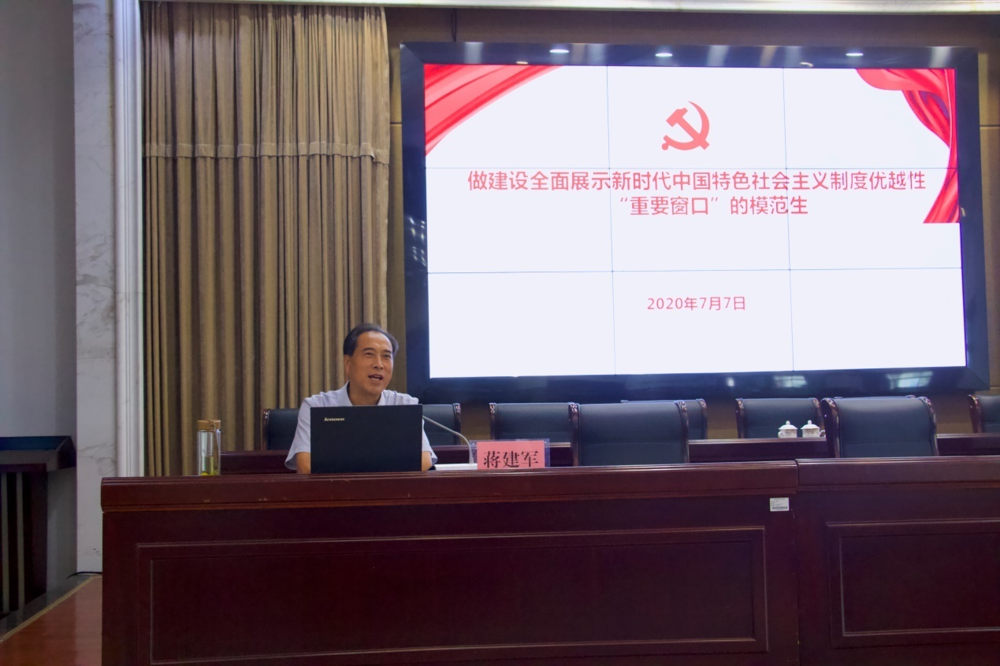 做建设全面展示新时代中国特色社会主义制度优越性
“重要窗口”的模范生
2020年7月7日
lenovo
蒋建军